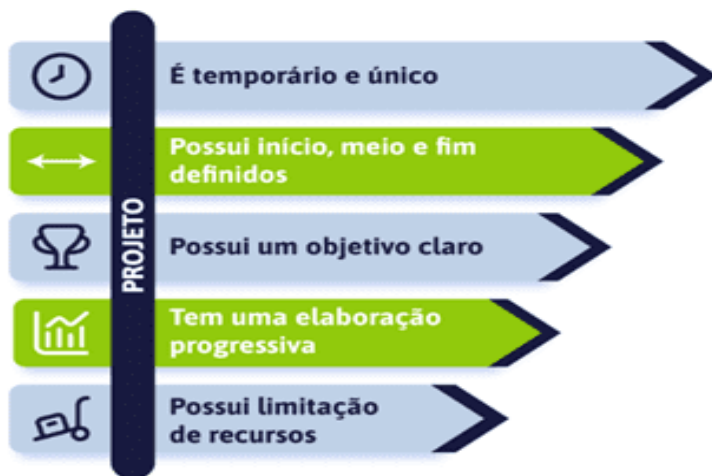 PROJETO
É temporário e único
Possui início, meio e fim
definidos
Possui um objetivo claro
Tem uma elaboração
progressiva
Possui limitação
de recursos